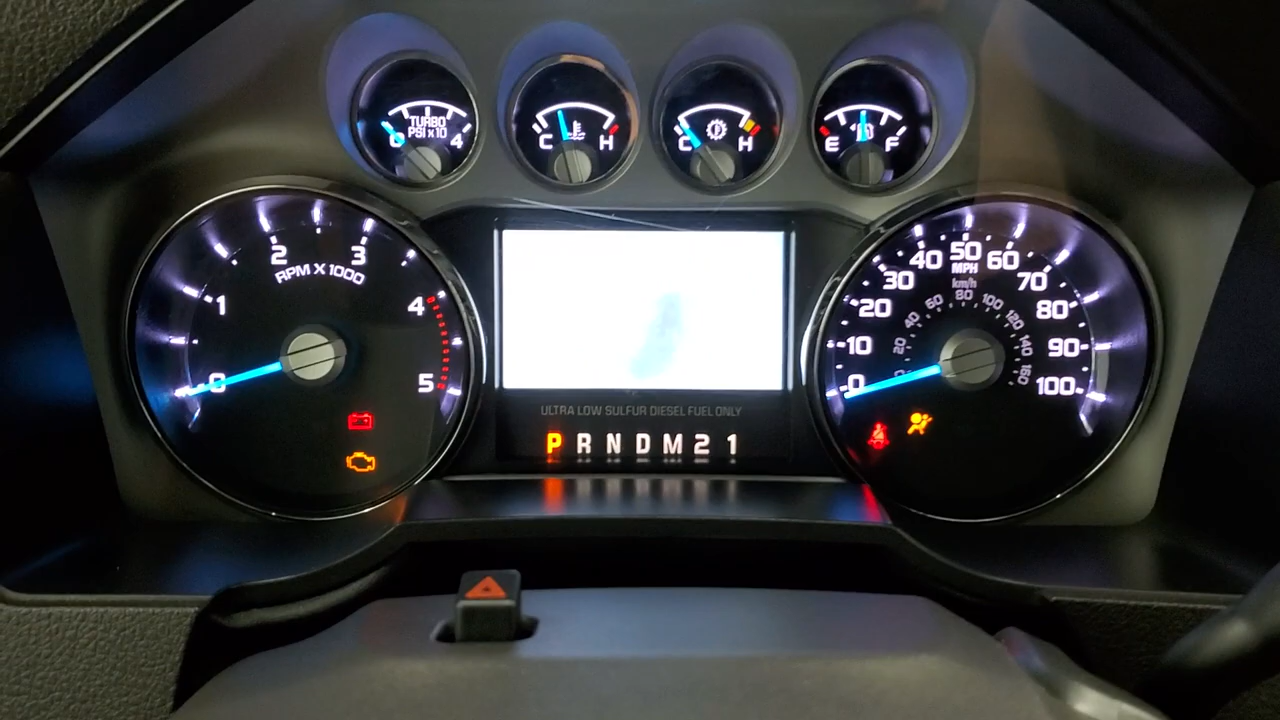 TURBO
PSI x 10
0 4
C H
C H
E F
0 1 2 3 4 5
RPM X 1000
ULTRA LOW SULFUR DIESEL FUEL ONLY
P R N D M 2 1
0 10 20 30 40 50 60 70 80 90 100
MPH
km/h
20 40 60 80 100 120 140 160